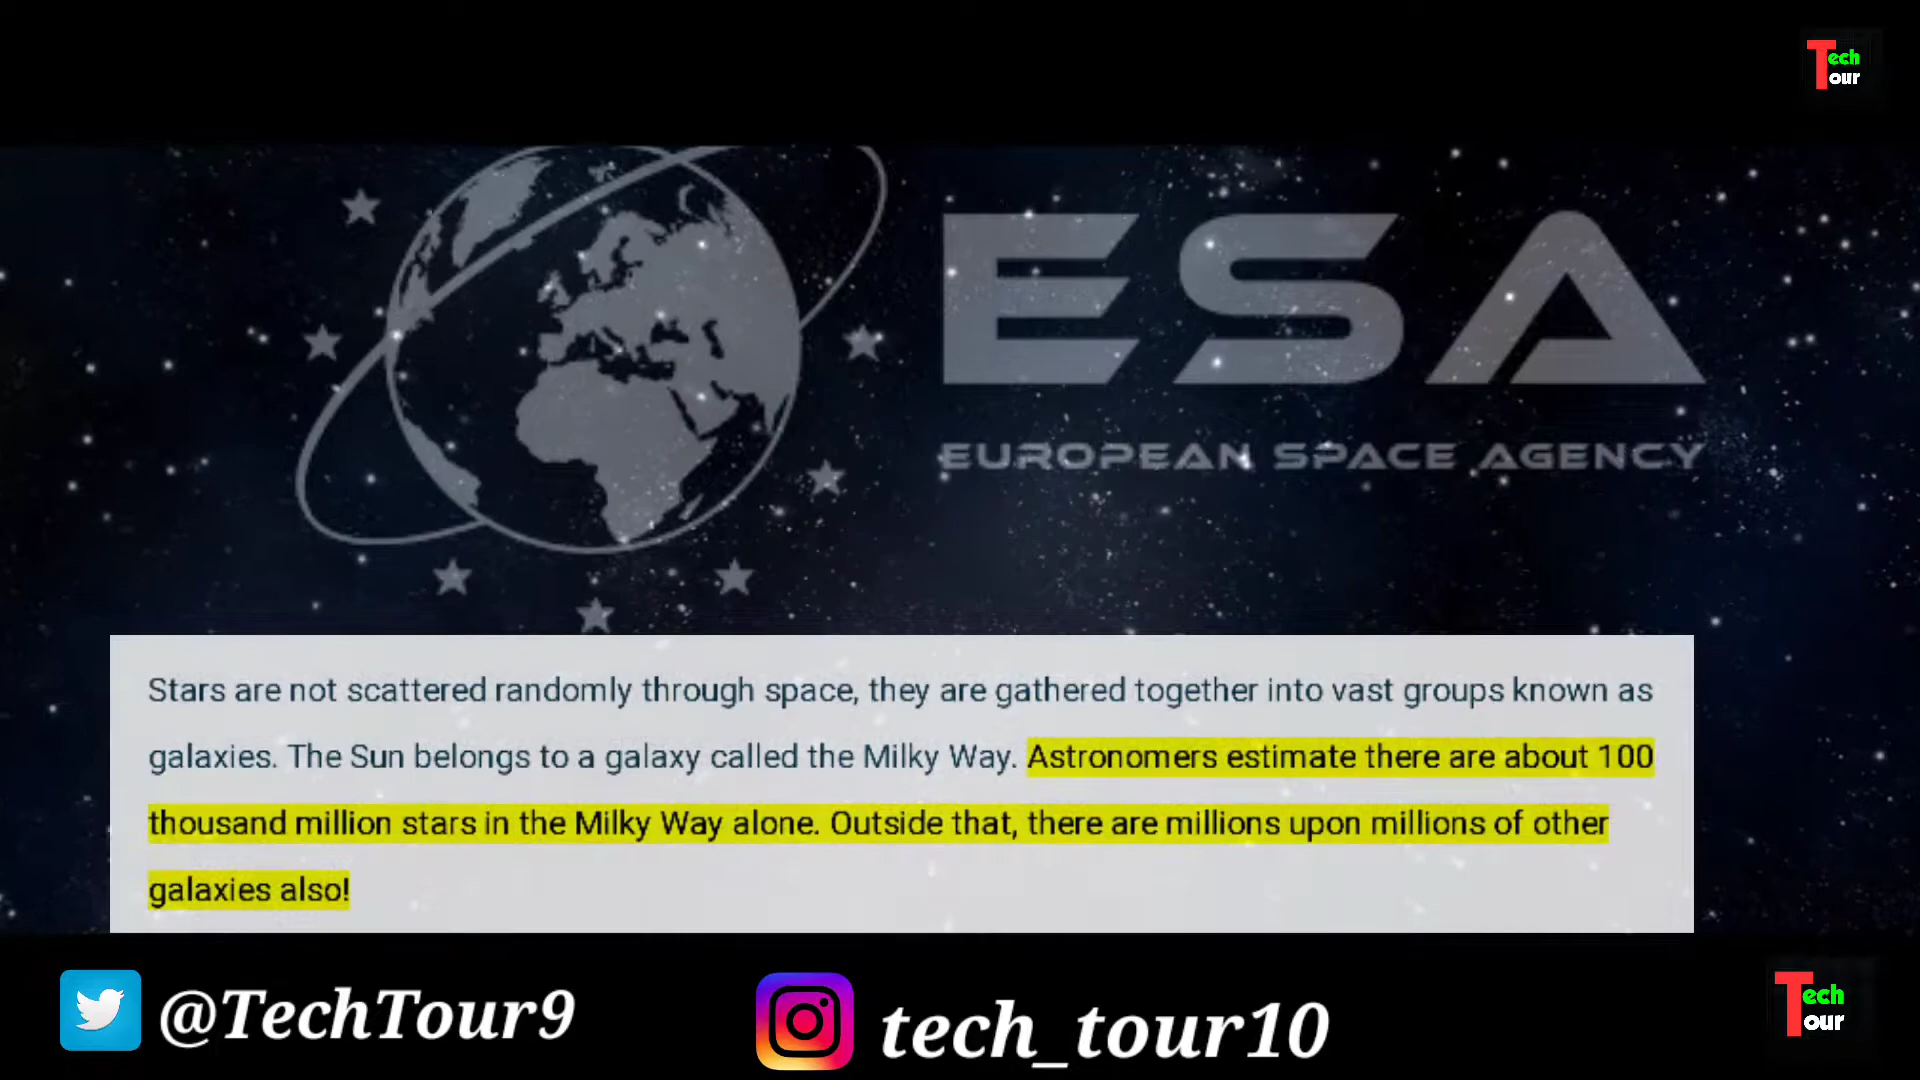 Tech
Tour
ESA
EUROPEAN SPACE AGENCY
Stars are not scattered randomly through space, they are gathered together into vast groups known as
galaxies. The Sun belongs to a galaxy called the Milky Way. Astronomers estimate there are about 100
thousand million stars in the Milky Way alone. Outside that, there are millions upon millions of other
galaxies also!
@TechTour9
tech_tour10
Tech
Tour